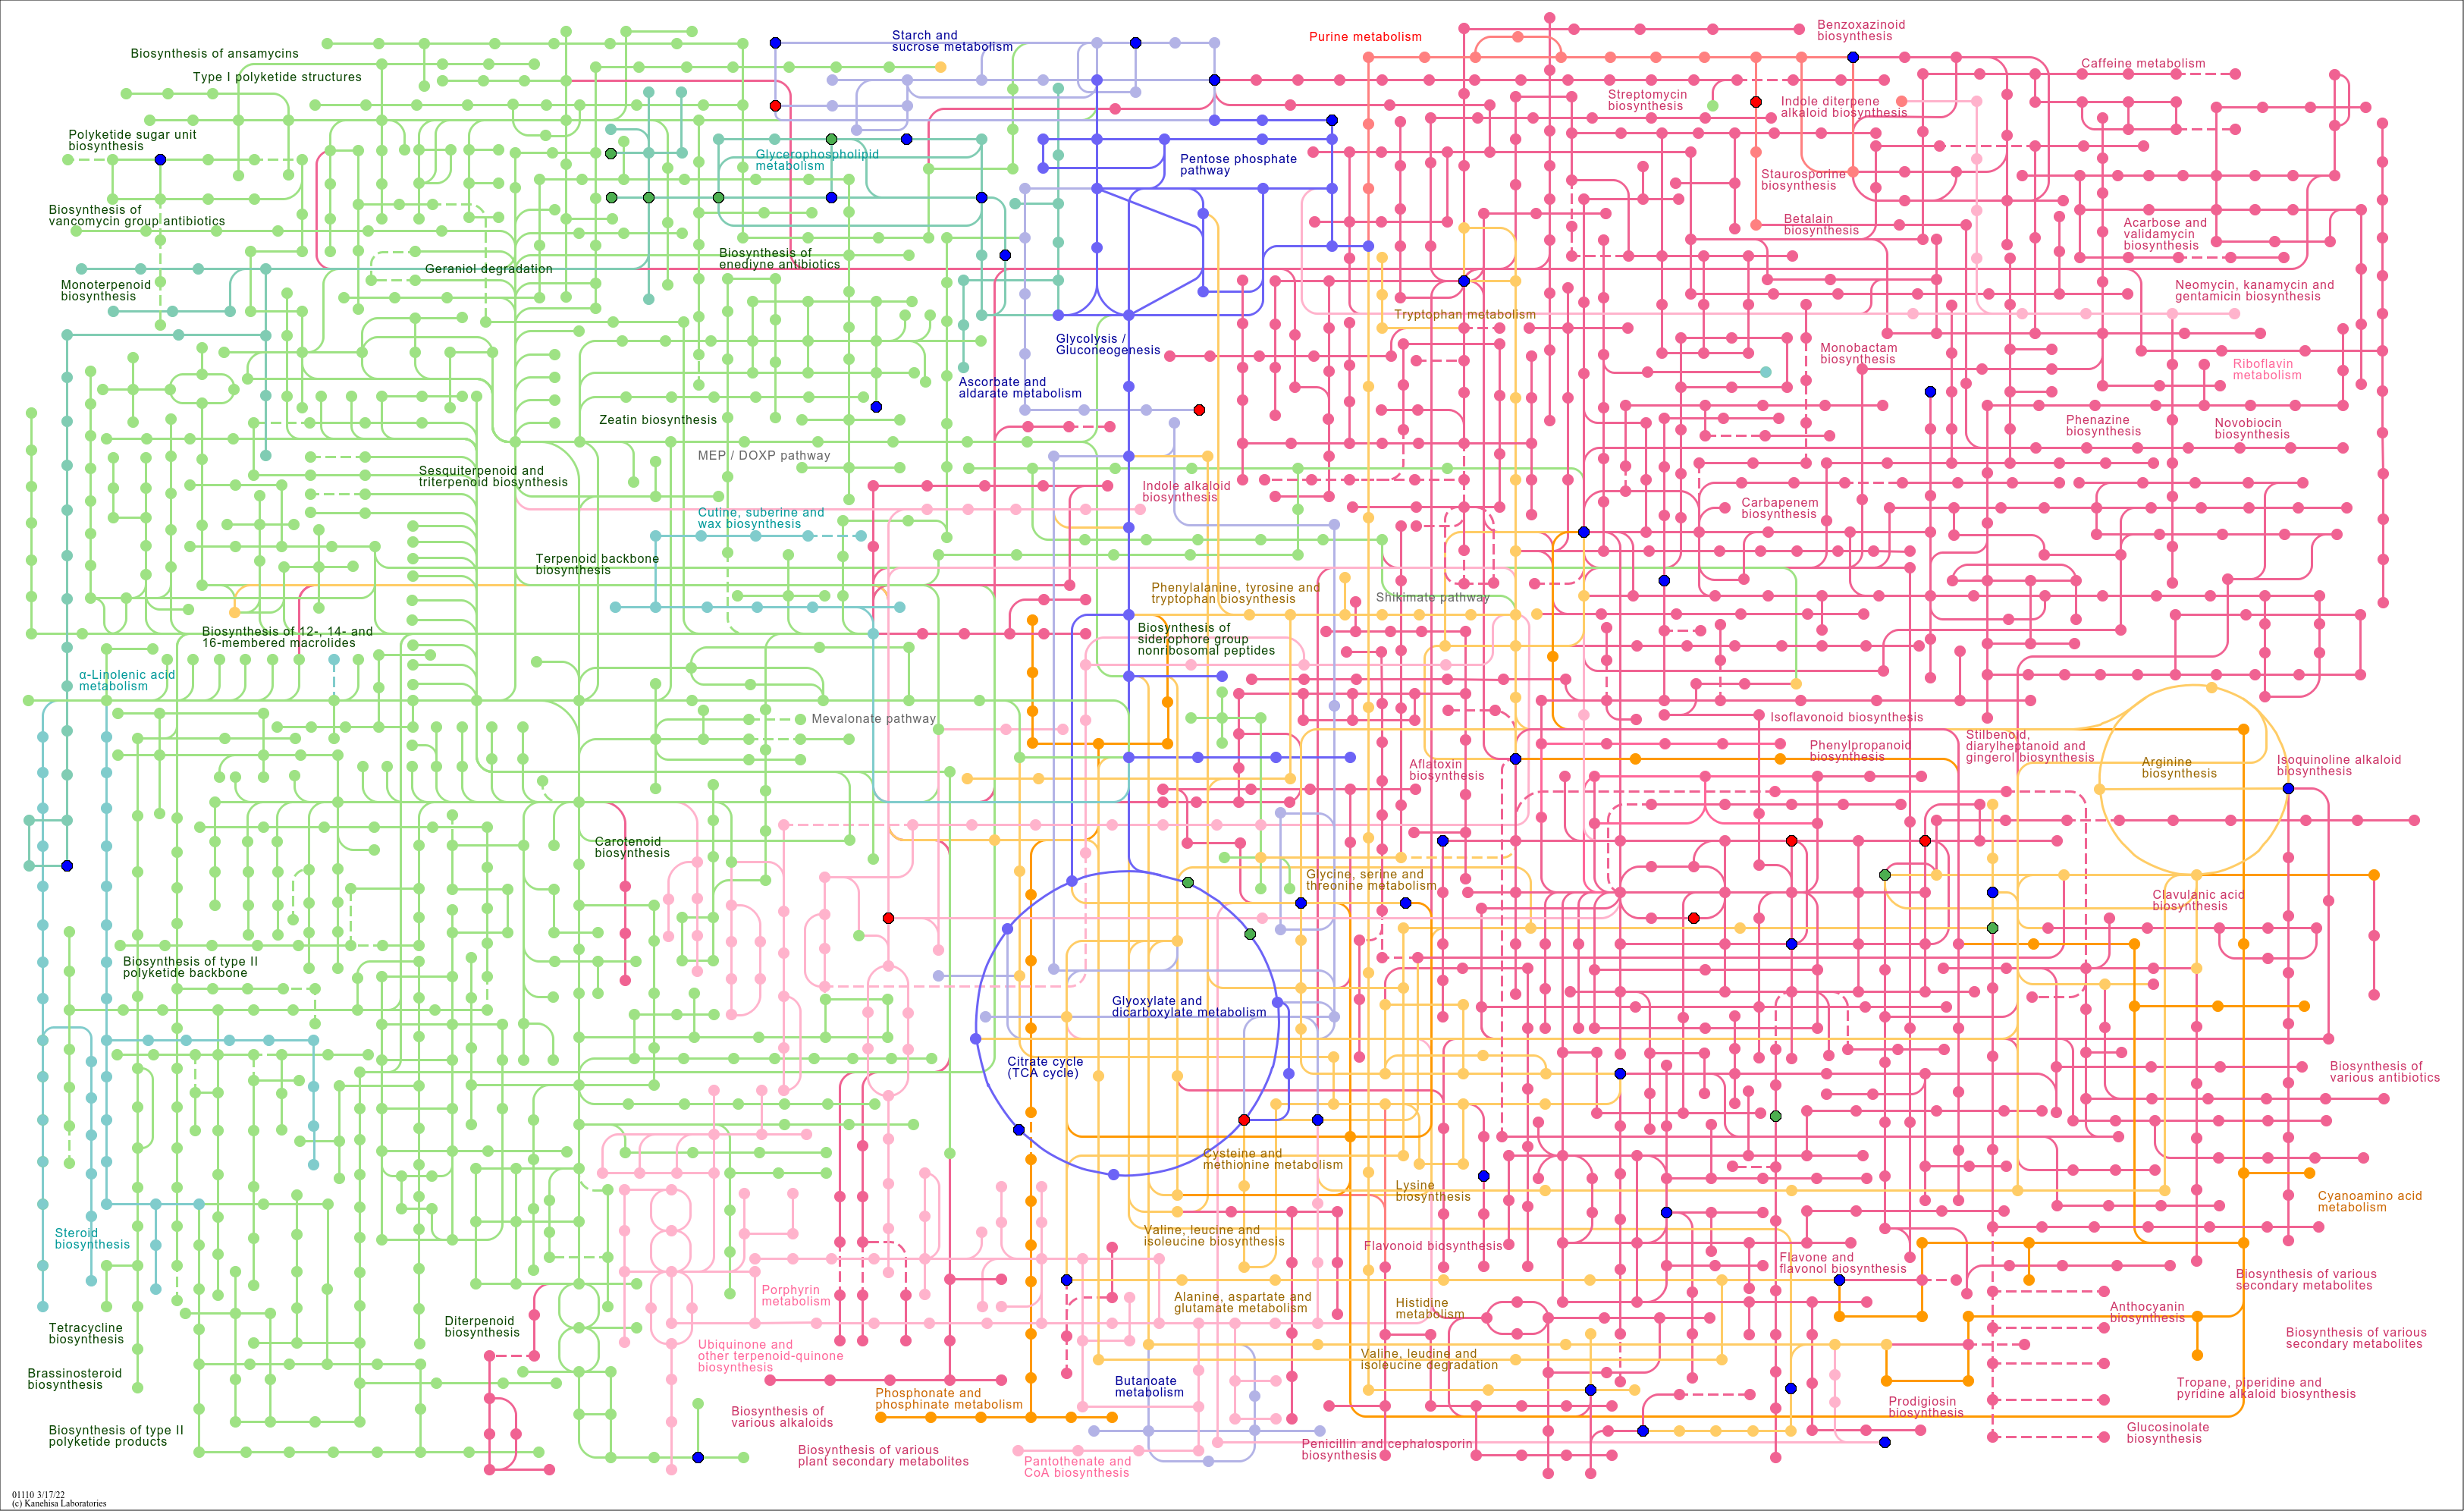 Biosynthesis of ansamycins
Type I polyketide structures
Starch and
sucrose metabolism
Purine metabolism
Benzoxazinoid
biosynthesis
Caffeine metabolism
Streptomycin
biosynthesis
Indole diterpene
alkaloid biosynthesis
Polyketide sugar unit
biosynthesis
Glycerophospholipid
metabolism
Pentose phosphate
pathway
Staurosporine
biosynthesis
Biosynthesis of
vancomycin group antibiotics
Betalain
biosynthesis
Acarbose and
validamycin
biosynthesis
Biosynthesis of
enediyne antibiotics
Geraniol degradation
Monoterpenoid
biosynthesis
Neomycin, kanamycin and
gentamicin biosynthesis
Tryptophan metabolism
Glycolysis /
Gluconeogenesis
Monobactam
biosynthesis
Riboflavin
metabolism
Ascorbate and
aldarate metabolism
Zeatin biosynthesis
Phenazine
biosynthesis
Novobiocin
biosynthesis
MEP / DOXP pathway
Sesquiterpenoid and
triterpenoid biosynthesis
Indole alkaloid
biosynthesis
Carbapenem
biosynthesis
Cutine, suberine and
wax biosynthesis
Terpenoid backbone
biosynthesis
Phenylalanine, tyrosine and
tryptophan biosynthesis
Shikimate pathway
Biosynthesis of 12-, 14- and
16-membered macrolides
Biosynthesis of
siderophore group
nonribosomal peptides
α-Linolenic acid
metabolism
Mevalonate pathway
Isoflavonoid biosynthesis
Phenylpropanoid
biosynthesis
Stilbenoid,
diarylheptanoid and
gingerol biosynthesis
Arginine
biosynthesis
Isoquinoline alkaloid
biosynthesis
Aflatoxin
biosynthesis
Carotenoid
biosynthesis
Glycine, serine and
threonine metabolism
Clavulanic acid
biosynthesis
Biosynthesis of type II
polyketide backbone
Glyoxylate and
dicarboxylate metabolism
Citrate cycle
(TCA cycle)
Biosynthesis of
various antibiotics
Cysteine and
methionine metabolism
Lysine
biosynthesis
Cyanoamino acid
metabolism
Steroid
biosynthesis
Valine, leucine and
isoleucine biosynthesis
Flavonoid biosynthesis
Flavone and
flavonol biosynthesis
Biosynthesis of various
secondary metabolites
Porphyrin
metabolism
Alanine, aspartate and
glutamate metabolism
Histidine
metabolism
Anthocyanin
biosynthesis
Tetracycline
biosynthesis
Diterpenoid
biosynthesis
Biosynthesis of various
secondary metabolites
Ubiquinone and
other terpenoid-quinone
biosynthesis
Valine, leucine and
isoleucine degradation
Brassinosteroid
biosynthesis
Butanoate
metabolism
Tropane, piperidine and
pyridine alkaloid biosynthesis
Phosphonate and
phosphinate metabolism
Prodigiosin
biosynthesis
Biosynthesis of
various alkaloids
Biosynthesis of type II
polyketide products
Glucosinolate
biosynthesis
Biosynthesis of various
plant secondary metabolites
Penicillin and cephalosporin
biosynthesis
Pantothenate and
CoA biosynthesis
01110 3/17/22
(c) Kanehisa Laboratories